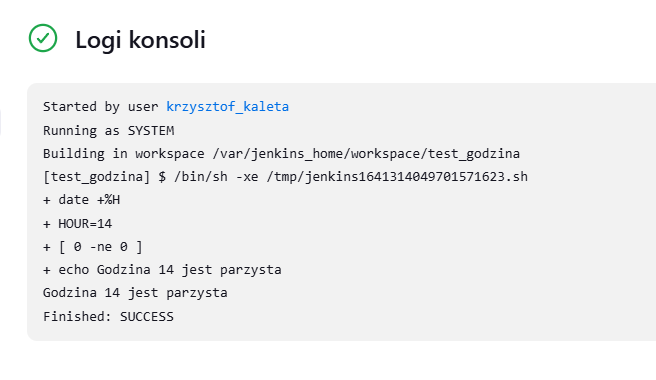 Logi konsoli
Started by user krzysztof_kaleta
Running as SYSTEM
Building in workspace /var/jenkins_home/workspace/test_godzina
[test_godzina] $ /bin/sh -xe /tmp/jenkins1641314049701571623.sh
+ date +%H
+ HOUR=14
+ [ 0 -ne 0 ]
+ echo Godzina 14 jest parzysta
Godzina 14 jest parzysta
Finished: SUCCESS